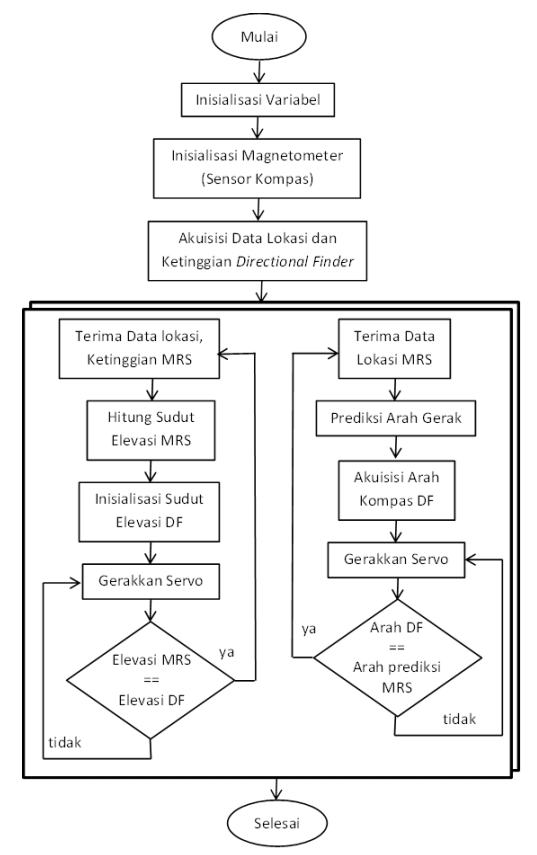 Mulai
Inisialisasi Variabel
Inisialisasi Magnetometer
(Sensor Kompas)
Akuisisi Data Lokasi dan
Ketinggian Directional Finder
Terima Data lokasi,
Ketinggian MRS
Hitung Sudut
Elevasi MRS
Inisialisasi Sudut
Elevasi DF
Gerakkan Servo
Elevasi MRS
==
Elevasi DF
ya
tidak
Terima Data
Lokasi MRS
Prediksi Arah Gerak
Akuisisi Arah
Kompas DF
Gerakkan Servo
Arah DF
==
Arah prediksi
MRS
ya
tidak
Selesai